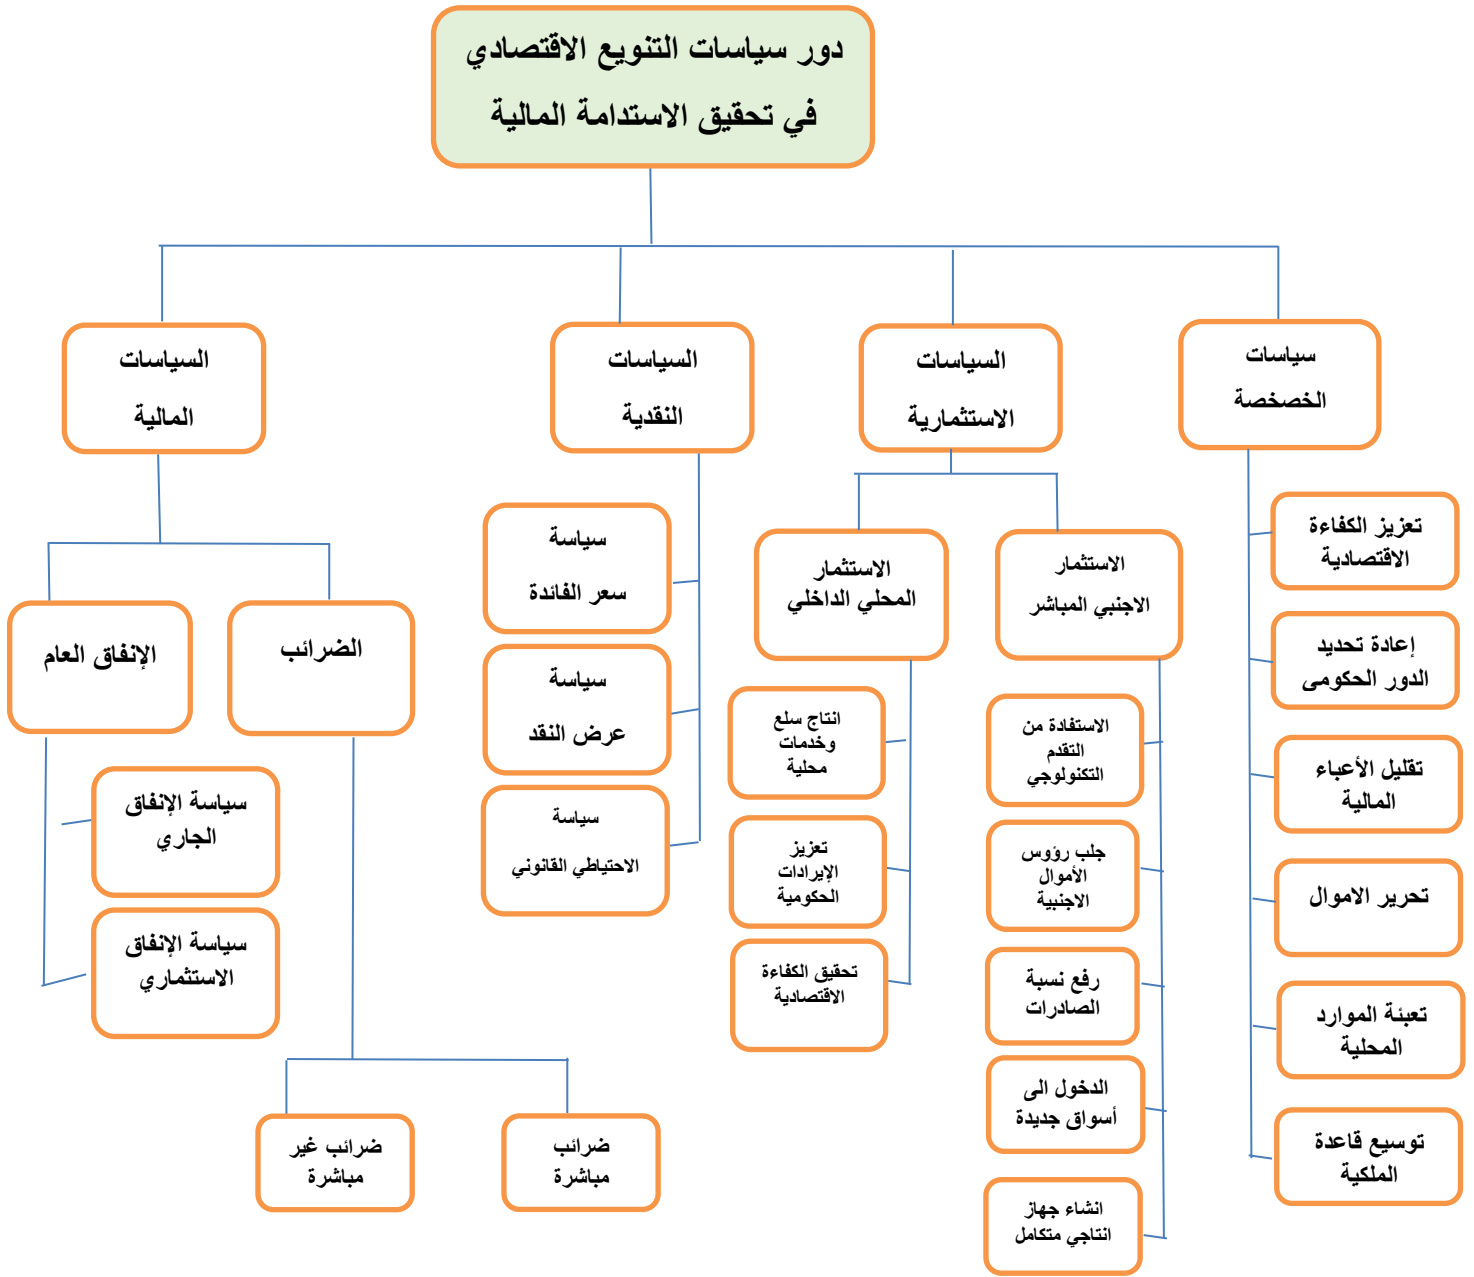 دور سياسات التنويع الاقتصادي
في تحقيق الاستدامة المالية
سياسات
الخصخصة
السياسات
الاستثمارية
السياسات
النقدية
السياسات
المالية
تعزيز الكفاءة
الاقتصادية
إعادة تحديد
الدور الحكومى
تقليل الأعباء
المالية
تحرير الاموال
تعبئة الموارد
المحلية
توسيع قاعدة
الملكية
الاستثمار
الاجنبي المباشر
الاستفادة من
التقدم
التكنولوجي
جلب رؤوس
الأموال
الاجنبية
رفع نسبة
الصادرات
الدخول الى
أسواق جديدة
انشاء جهاز
انتاجي متكامل
الاستثمار
المحلي الداخلي
انتاج سلع
وخدمات
محلية
تعزيز
الإيرادات
الحكومية
تحقيق الكفاءة
الاقتصادية
سياسة
سعر الفائدة
سياسة
عرض النقد
سياسة
الاحتياطي القانوني
الضرائب
ضرائب
مباشرة
ضرائب غير
مباشرة
الإنفاق العام
سياسة الإنفاق
الجاري
سياسة الإنفاق
الاستثماري